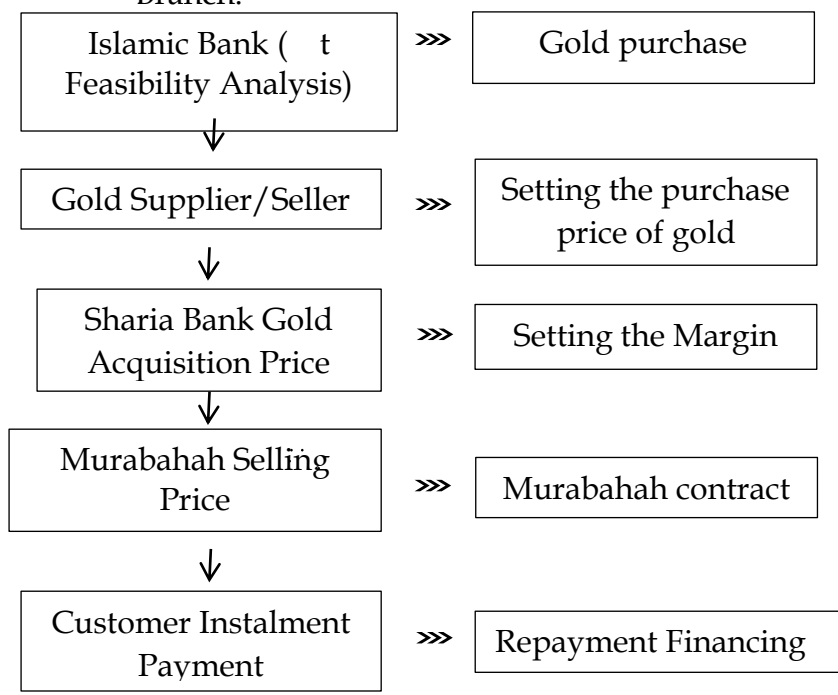 Islamic Bank ( t
Feasibility Analysis)
>>>
Gold purchase
Gold Supplier/Seller
>>>
Setting the purchase
price of gold
Sharia Bank Gold
Acquisition Price
>>>
Setting the Margin
Murabahah Selling
Price
>>>
Murabahah contract
Customer Instalment
Payment
>>>
Repayment Financing